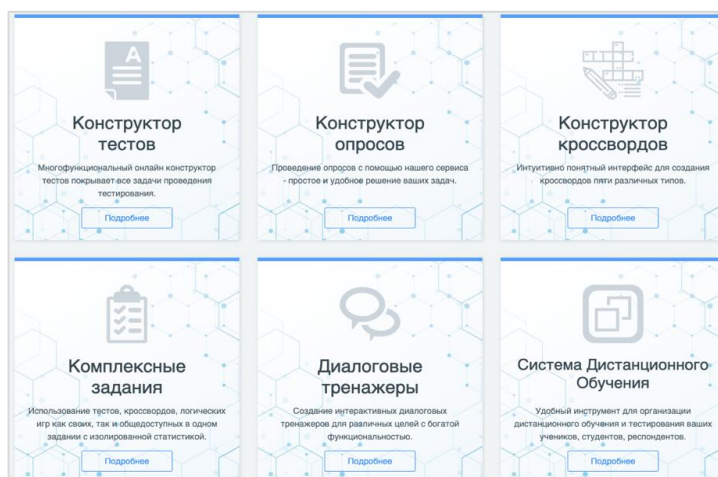 Конструктор
тестов
Многофункциональный онлайн конструктор
тестов покрывает все задачи проведения
тестирования.
Подробнее
Конструктор
опросов
Проведение опросов с помощью нашего сервиса
- простое и удобное решение ваших задач.
Подробнее
Конструктор
кроссвордов
Интуитивно понятный интерфейс для создания
кроссвордов пяти различных типов.
Подробнее
Комплексные
задания
Использование тестов, кроссвордов, логических
игр как своих, так и общедоступных в одном
задании с изолированной статистикой.
Подробнее
Диалоговые
тренажеры
Создание интерактивных диалоговых
тренажеров для различных целей с богатой
функциональностью.
Подробнее
Система Дистанционного
Обучения
Удобный инструмент для организации
дистанционного обучения и тестирования ваших
учеников, студентов, респондентов.
Подробнее